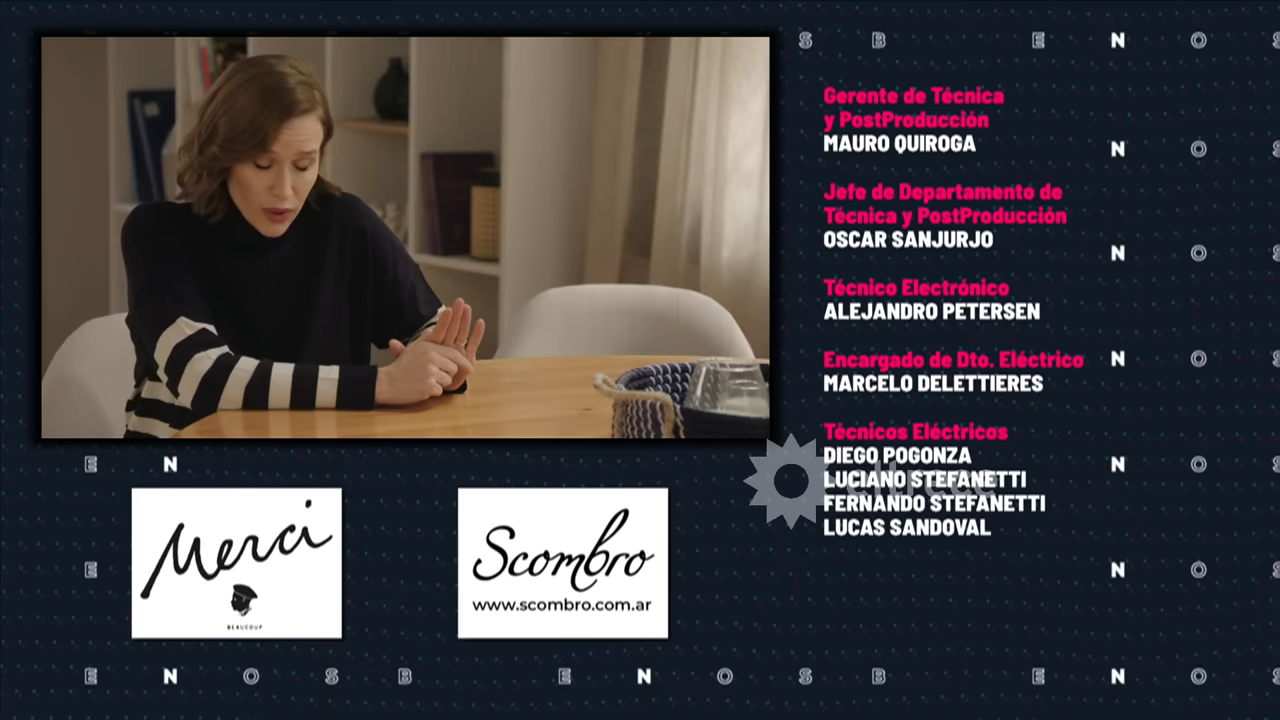 S B E N O S
Gerente de Técnica
y PostProducción
MAURO QUIROGA
N O S
Jefe de Departamento de
Técnica y PostProducción
OSCAR SANJURJO
N O S
Técnico Electrónico
ALEJANDRO PETERSEN
Encargado de Dto. Eléctrico
MARCELO DELETTIERES
N O S
Técnicos Eléctricos
DIEGO POGONZA
LUCIANO STEFANETTI
FERNANDO STEFANETTI
LUCAS SANDOVAL
eltrece
E N
N O S
Merci
BEAUCOUP
Scombro
www.scombro.com.ar
E
N O S
E N O S B E N O S B E N O S